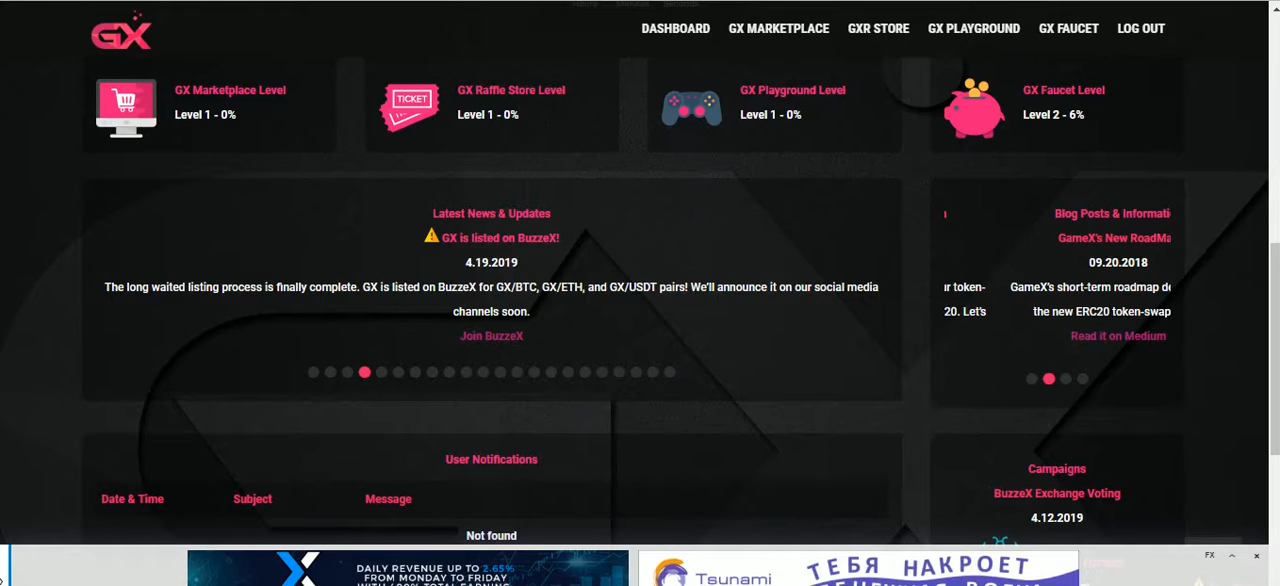 GX
DASHBOARD GX MARKETPLACE GXR STORE GX PLAYGROUND GX FAUCET LOG OUT
GX Marketplace Level
Level 1 - 0%
TICKET
GX Raffle Store Level
Level 1 - 0%
GX Playground Level
Level 1 - 0%
GX Faucet Level
Level 2 - 6%
Latest News & Updates
GX is listed on BuzzeX!
4.19.2019
The long waited listing process is finally complete. GX is listed on BuzzeX for GX/BTC, GX/ETH, and GX/USDT pairs! We'll announce it on our social media
channels soon.
Join BuzzeX
Blog Posts & Informati
GameX's New RoadMa
09.20.2018
ur token- GameX's short-term roadmap de
20. Let's the new ERC20 token-swap
Read it on Medium
User Notifications
Date & Time Subject Message
Not found
Campaigns
BuzzeX Exchange Voting
4.12.2019
FX
DAILY REVENUE UP TO 2.65%
FROM MONDAY TO FRIDAY
Tsunami
ТЕБЯ НАКРОЕТ